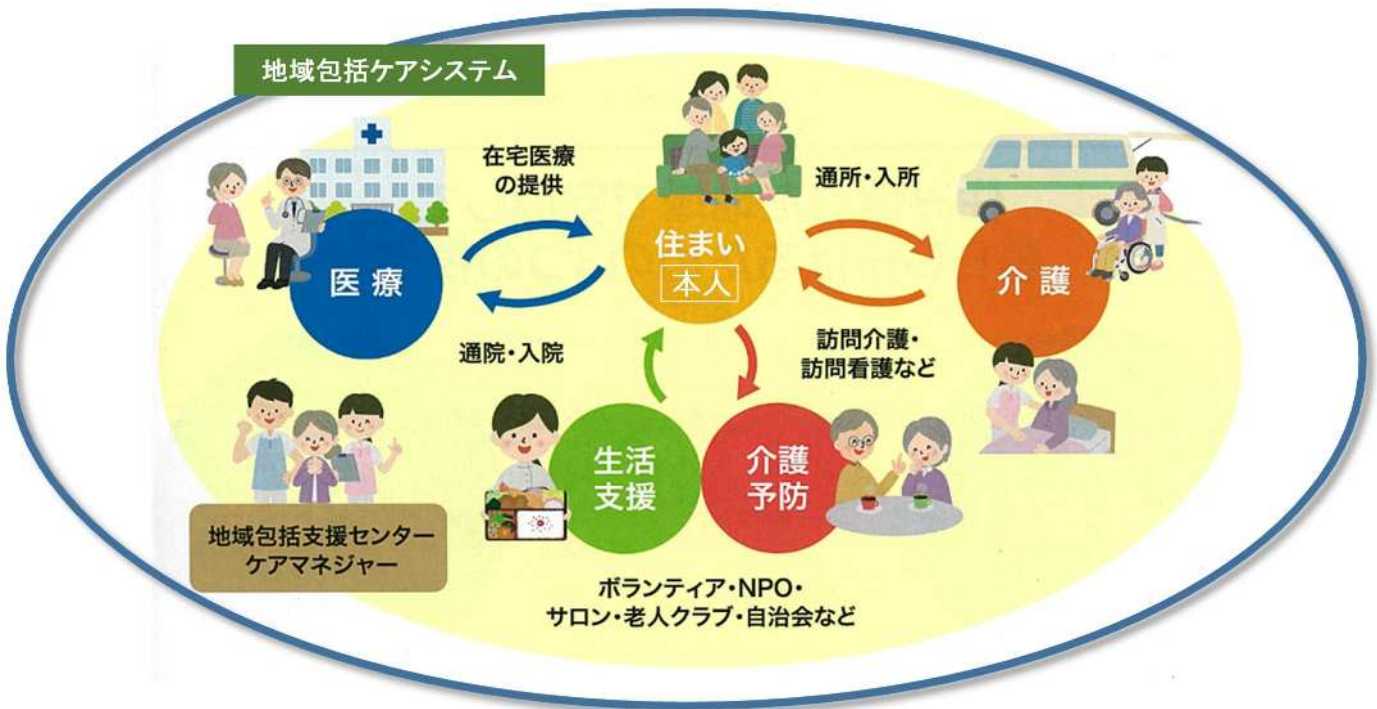 地域包括ケアシステム
在宅医療
の提供
通所・入所
住まい
本人
医療
介護
通院・入院
訪問介護・
訪問看護など
生活
支援
介護
予防
地域包括支援センター
ケアマネジャー
ボランティア・NPO・
サロン・老人クラブ・自治会など